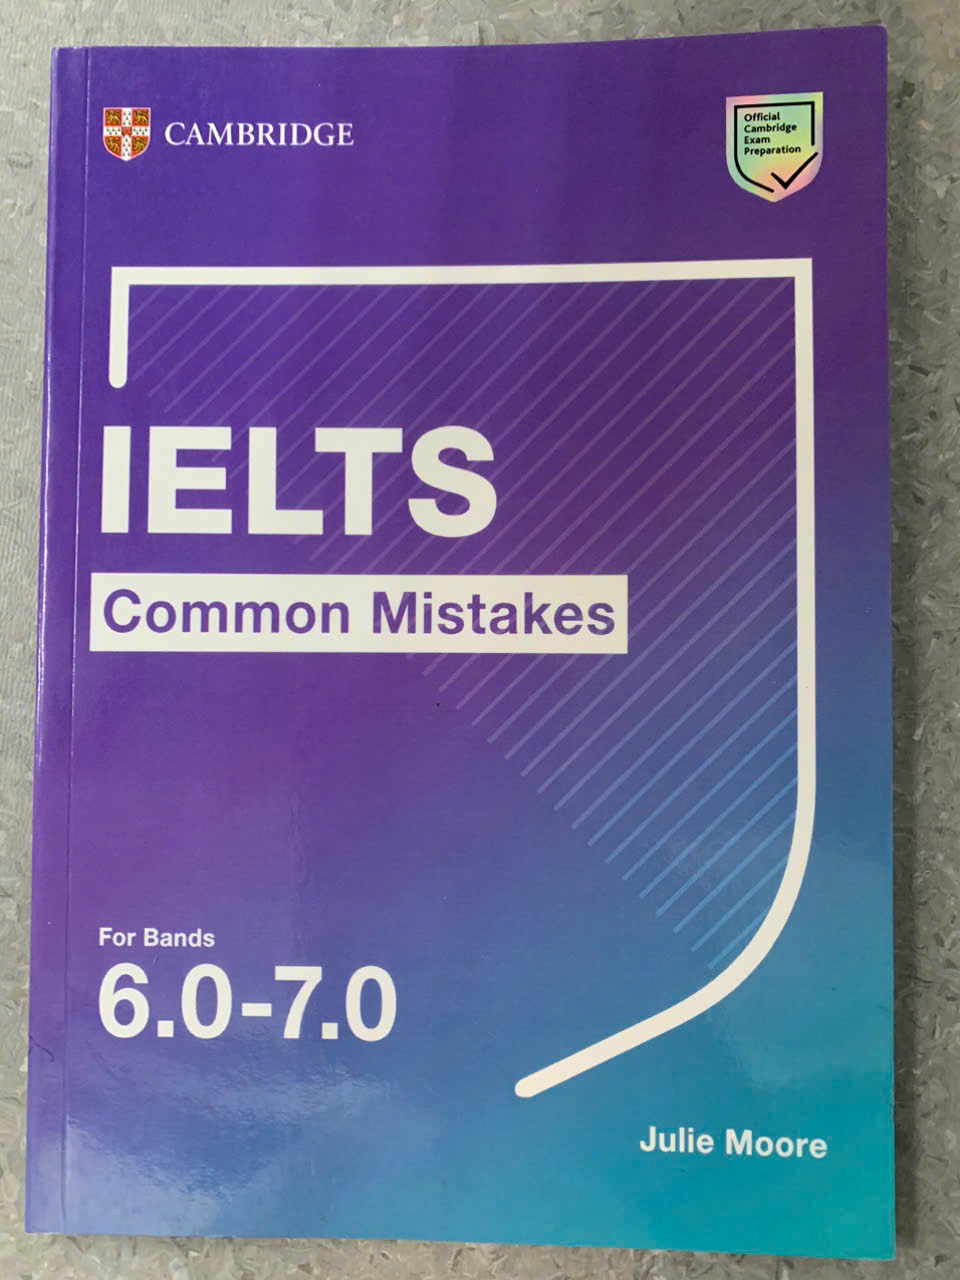 CAMBRIDGE
Official
Cambridge
Exam
Preparation
IELTS
Common Mistakes
For Bands
6.0-7.0
Julie Moore